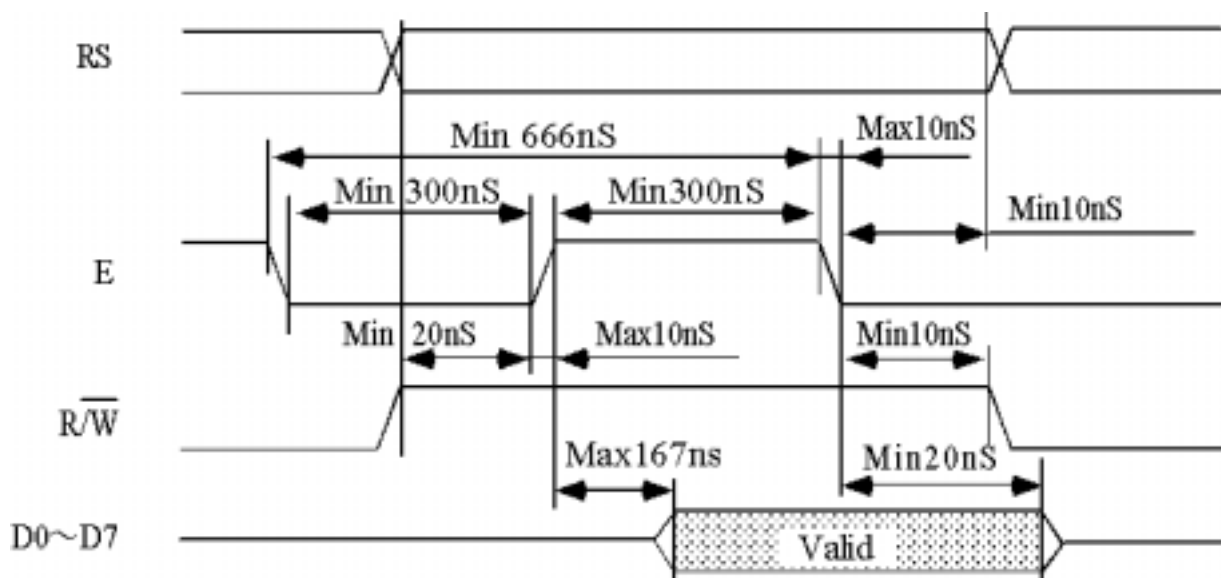 RS
Min 666nS
Max10nS
Min 300nS
Min300nS
Min10nS
E
Min 20nS
Max10nS
Min10nS
R/W
Max167ns
Min20nS
D0~D7
Valid